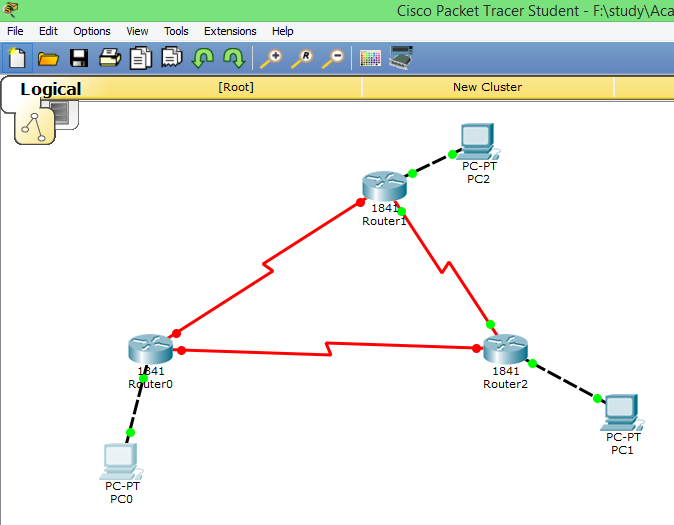 Cisco Packet Tracer Student - F:\study\Aca
File Edit Options View Tools Extensions Help
Logical [Root] New Cluster
PC-PT
PC2
1841
Router1
1841
Router0
1841
Router2
PC-PT
PC1
PC-PT
PC0